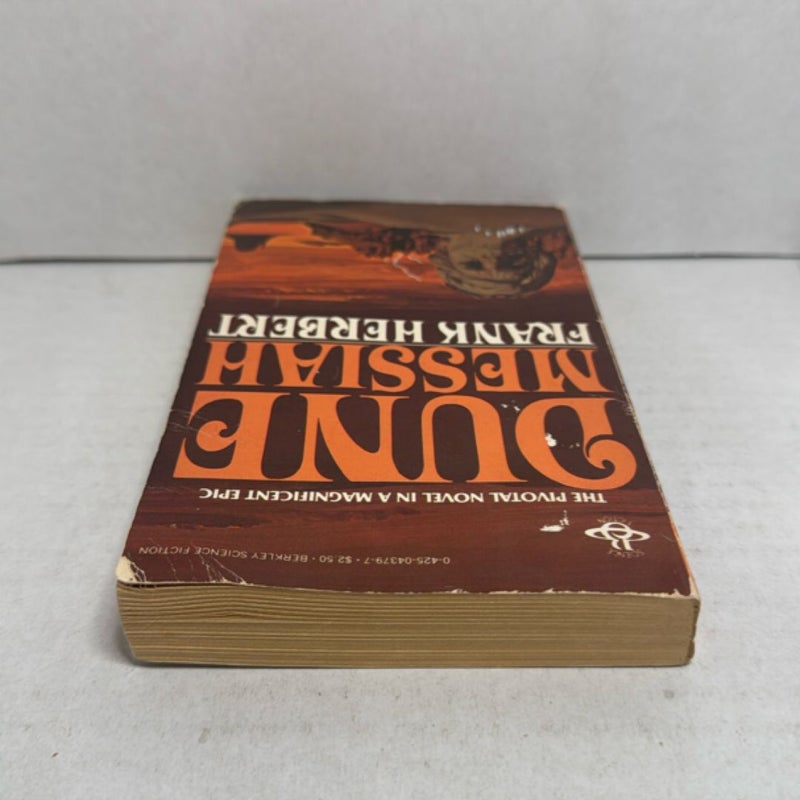 0-425-04379-7 • $2.50 • BERKLEY SCIENCE FICTION
THE PIVOTAL NOVEL IN A MAGNIFICENT EPIC
DUNE
MESSIAH
FRANK HERBERT